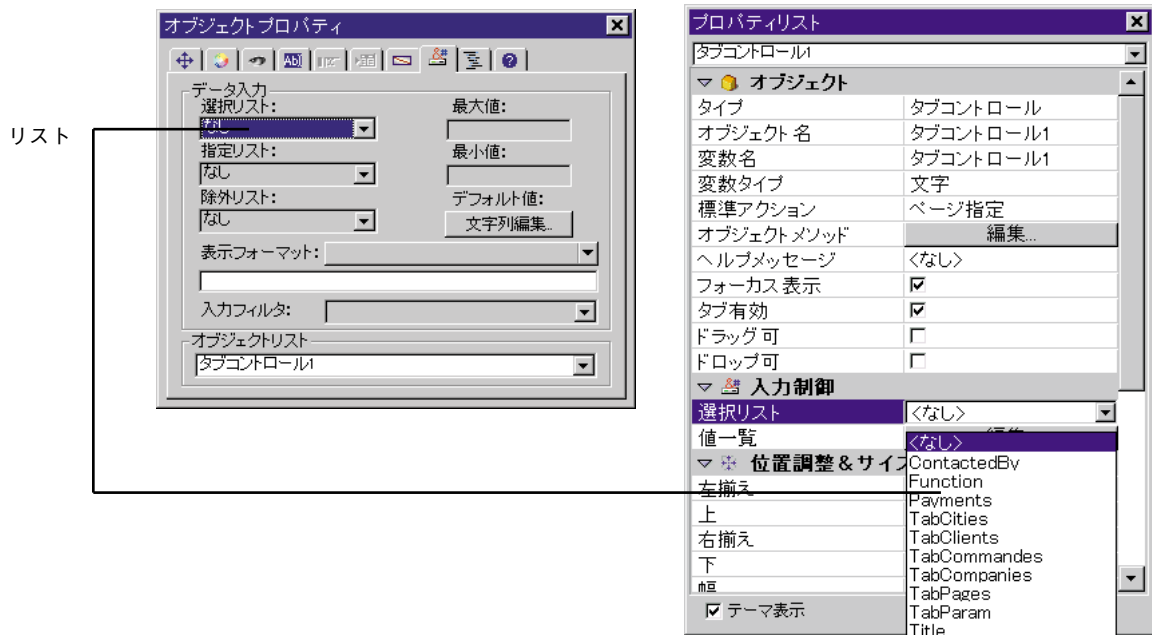 リスト
オブジェクトプロパティ
データ入力
選択リスト:
なし
指定リスト:
なし
除外リスト:
なし
最大値:
最小値:
デフォルト値:
文字列編集...
表示フォーマット:
入力フィルタ:
オブジェクトリスト
タブコントロール1
プロパティリスト
タブコントロール1
オブジェクト
タイプ タブコントロール
オブジェクト名 タブコントロール1
変数名 タブコントロール1
変数タイプ 文字
標準アクション ページ指定
オブジェクトメソッド 編集...
ヘルプメッセージ <なし>
フォーカス表示
タブ有効
ドラッグ可
ドロップ可
入力制御
選択リスト <なし>
値一覧
<なし>
位置調整&サイズ
ContactedBy
左揃え
Function
Payments
上
TabCities
右揃え
TabClients
下
TabCommandes
幅
TabCompanies
TabPages
テーマ表示
TabParam
Title